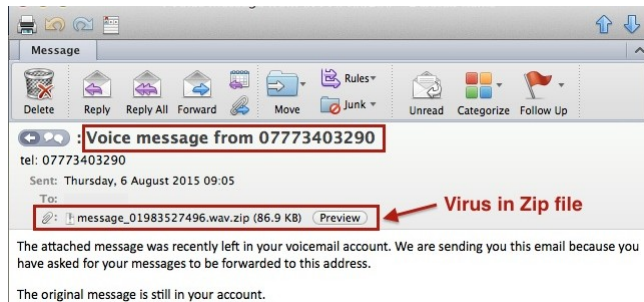 Message
Delete Reply Reply All Forward Move Rules Junk Unread Categorize Follow Up
: Voice message from 07773403290
tel: 07773403290
Sent: Thursday, 6 August 2015 09:05
To:
: message_01983527496.wav.zip (86.9 KB) Preview
Virus in Zip file
The attached message was recently left in your voicemail account. We are sending you this email because you
have asked for your messages to be forwarded to this address.
The original message is still in your account.